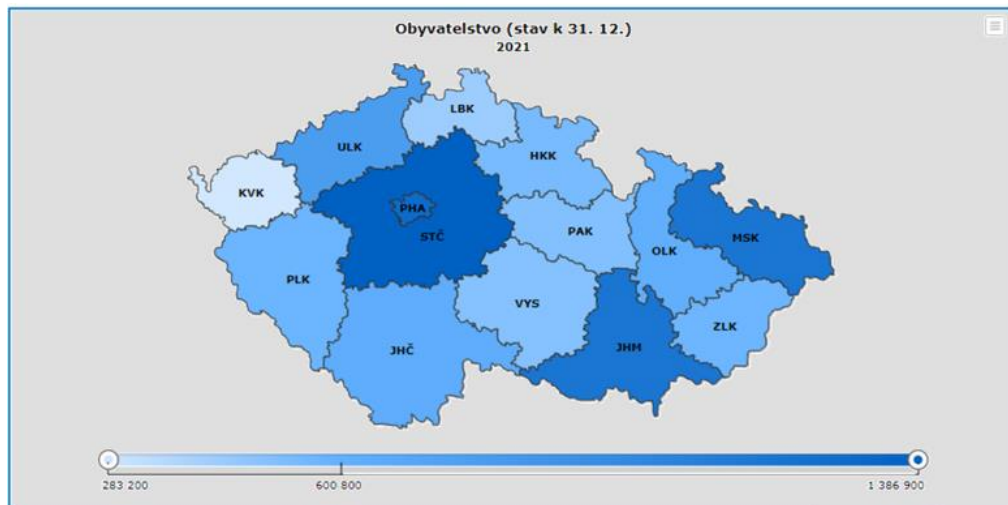 Obyvatelstvo (stav k 31. 12.)
2021
LBK
ULK
HKK
KVK
PHA
PAK
STČ
MSK
OLK
PLK
VYS
ZLK
JHČ
JHM
283 200
600 800
1 386 900